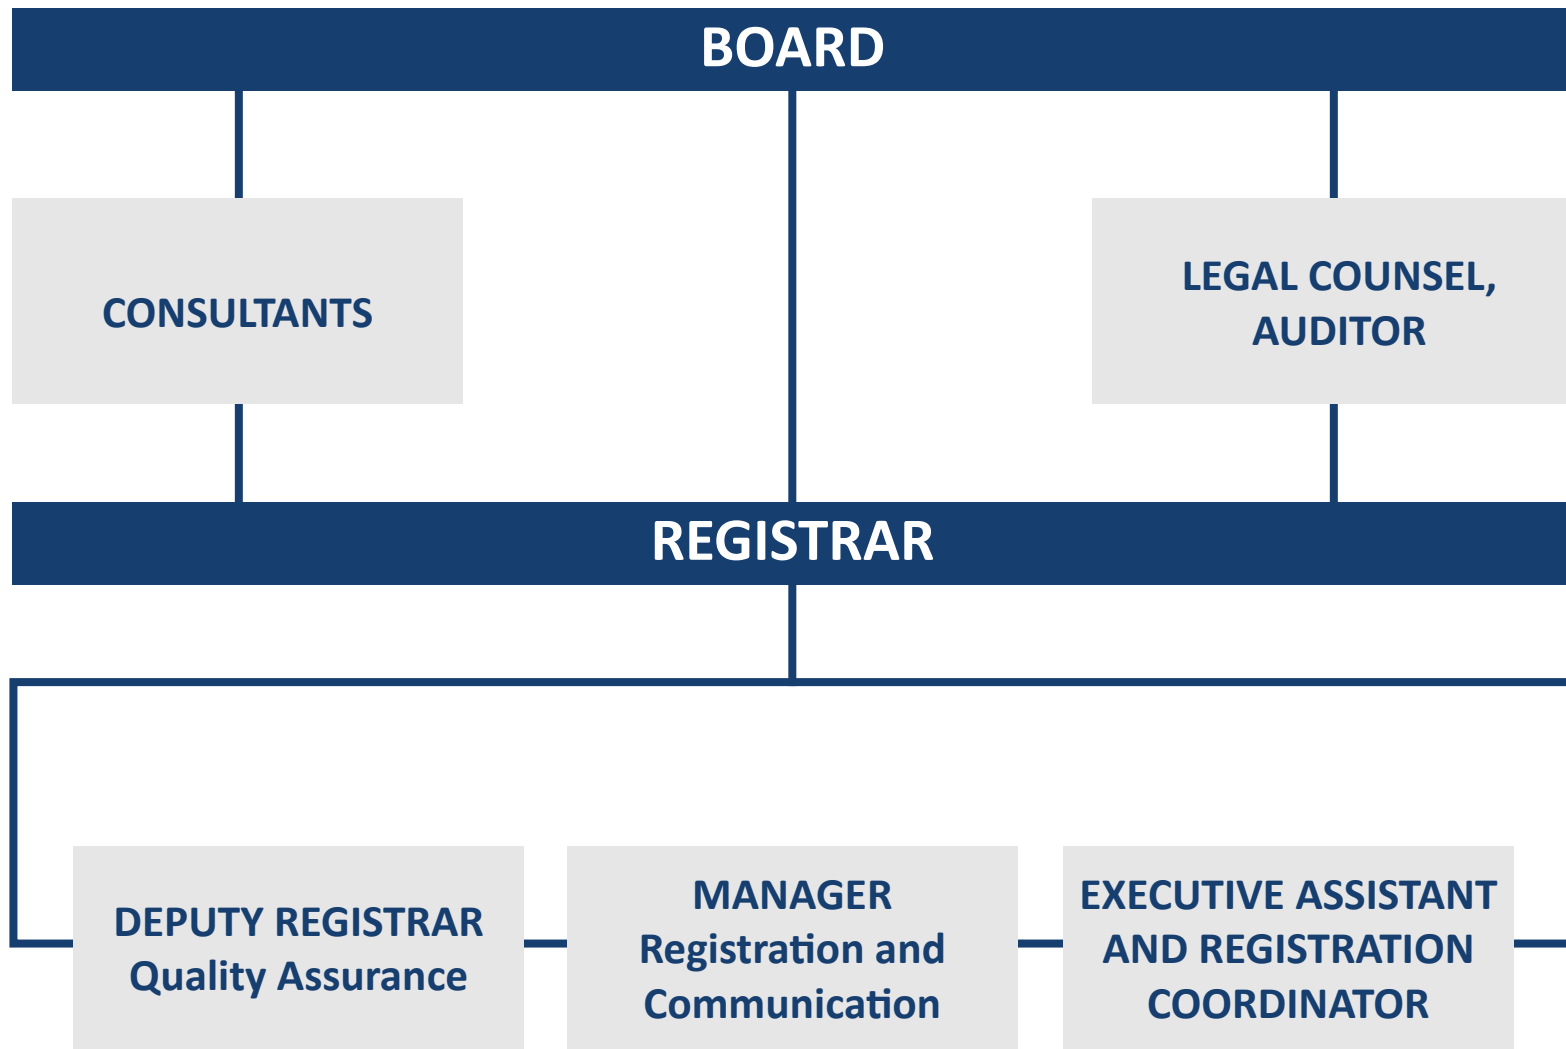 BOARD
CONSULTANTS
LEGAL COUNSEL,
AUDITOR
REGISTRAR
DEPUTY REGISTRAR
Quality Assurance
MANAGER
Registration and
Communication
EXECUTIVE ASSISTANT
AND REGISTRATION
COORDINATOR